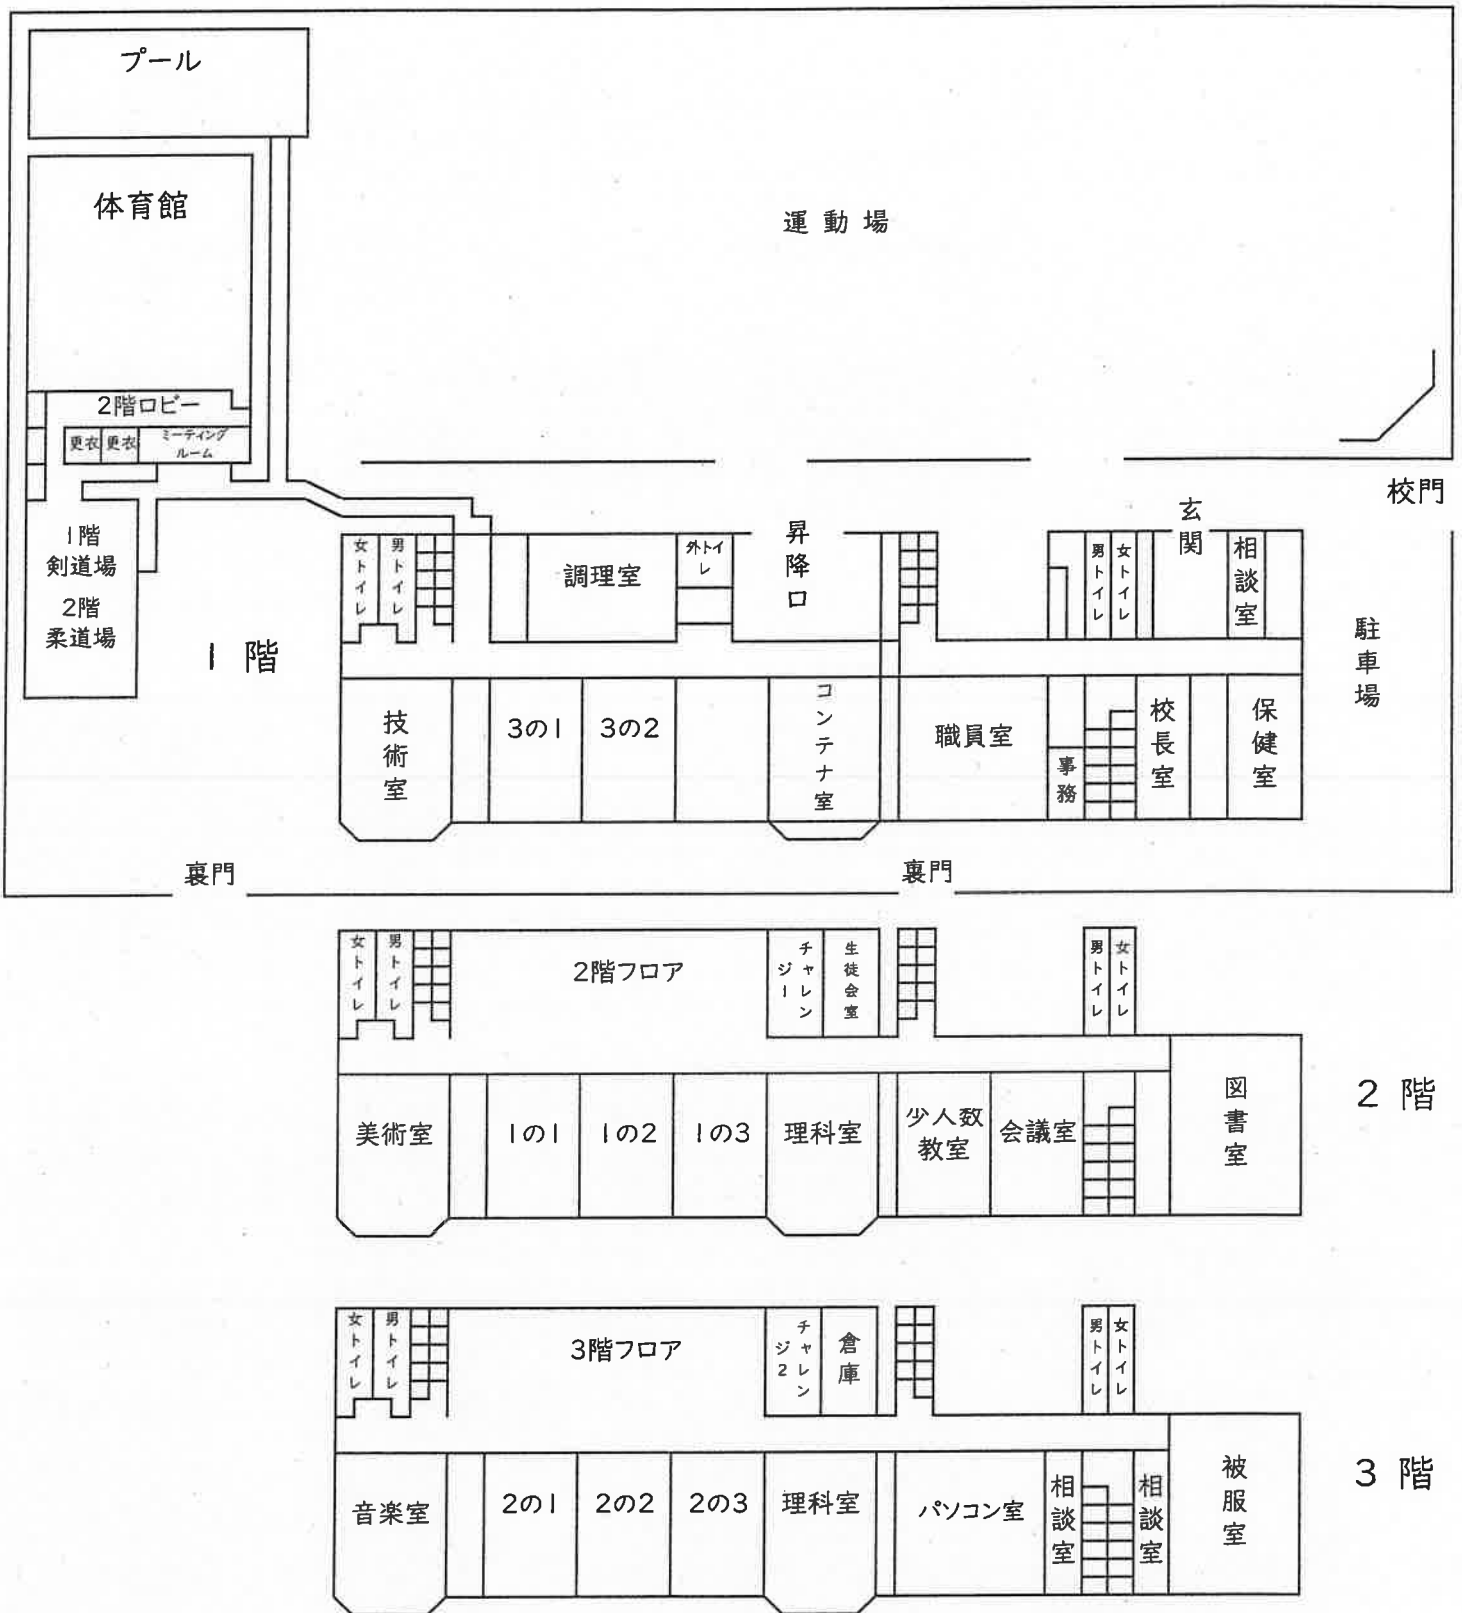 プール
体育館
運動場
2階ロビー
更衣
更衣
ミーティング
ルーム
校門
1階
剣道場
2階
柔道場
1階
女トイレ
男トイレ
調理室
外トイ
レ
昇降口
男トイレ
女トイレ
玄関
相談室
駐車場
技術室
3の1
3の2
コンテナ室
職員室
事務
校長室
保健室
裏門
裏門
女トイレ
男トイレ
2階フロア
チャレン
ジ1
生徒会室
男トイレ
女トイレ
美術室
1の1
1の2
1の3
理科室
少人数
教室
会議室
図書室
2階
女トイレ
男トイレ
3階フロア
チャレン
ジ2
倉庫
男トイレ
女トイレ
音楽室
2の1
2の2
2の3
理科室
パソコン室
相談室
相談室
被服室
3階